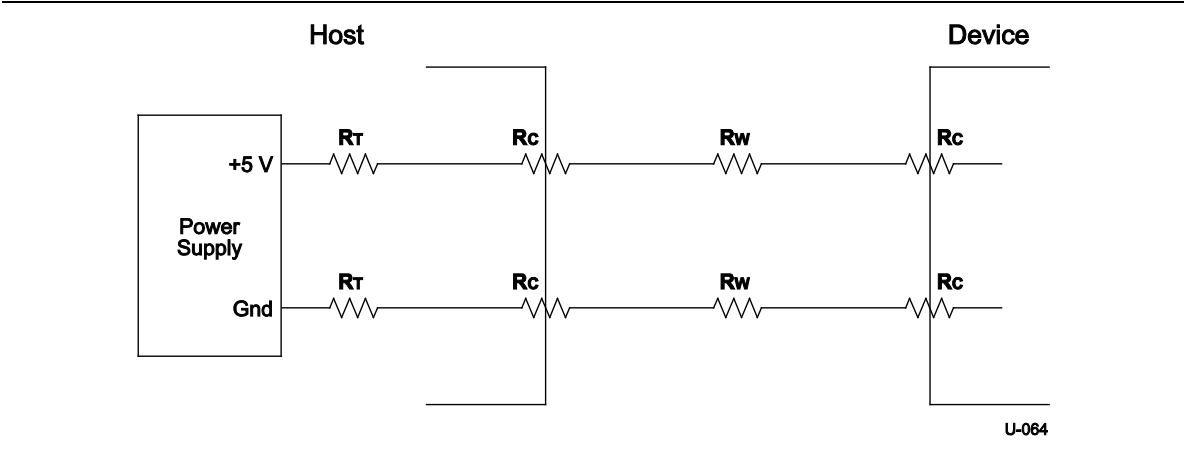 Host Device
RT RC RW RC
+5 V
Power
Supply
RT RC RW RC
Gnd
U-064